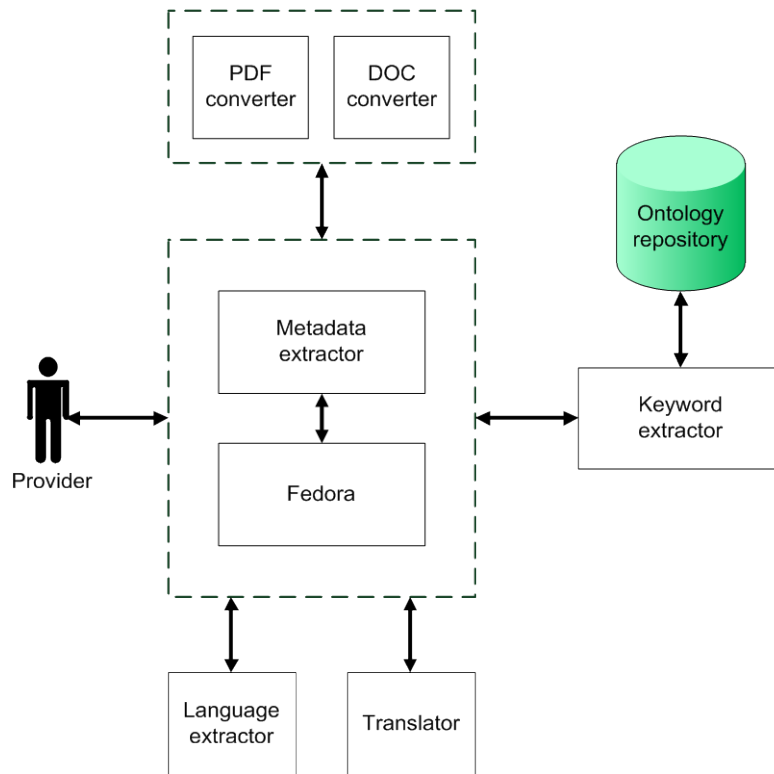 PDF
converter
DOC
converter
Ontology
repository
Metadata
extractor
Keyword
extractor
Provider
Fedora
Language
extractor
Translator